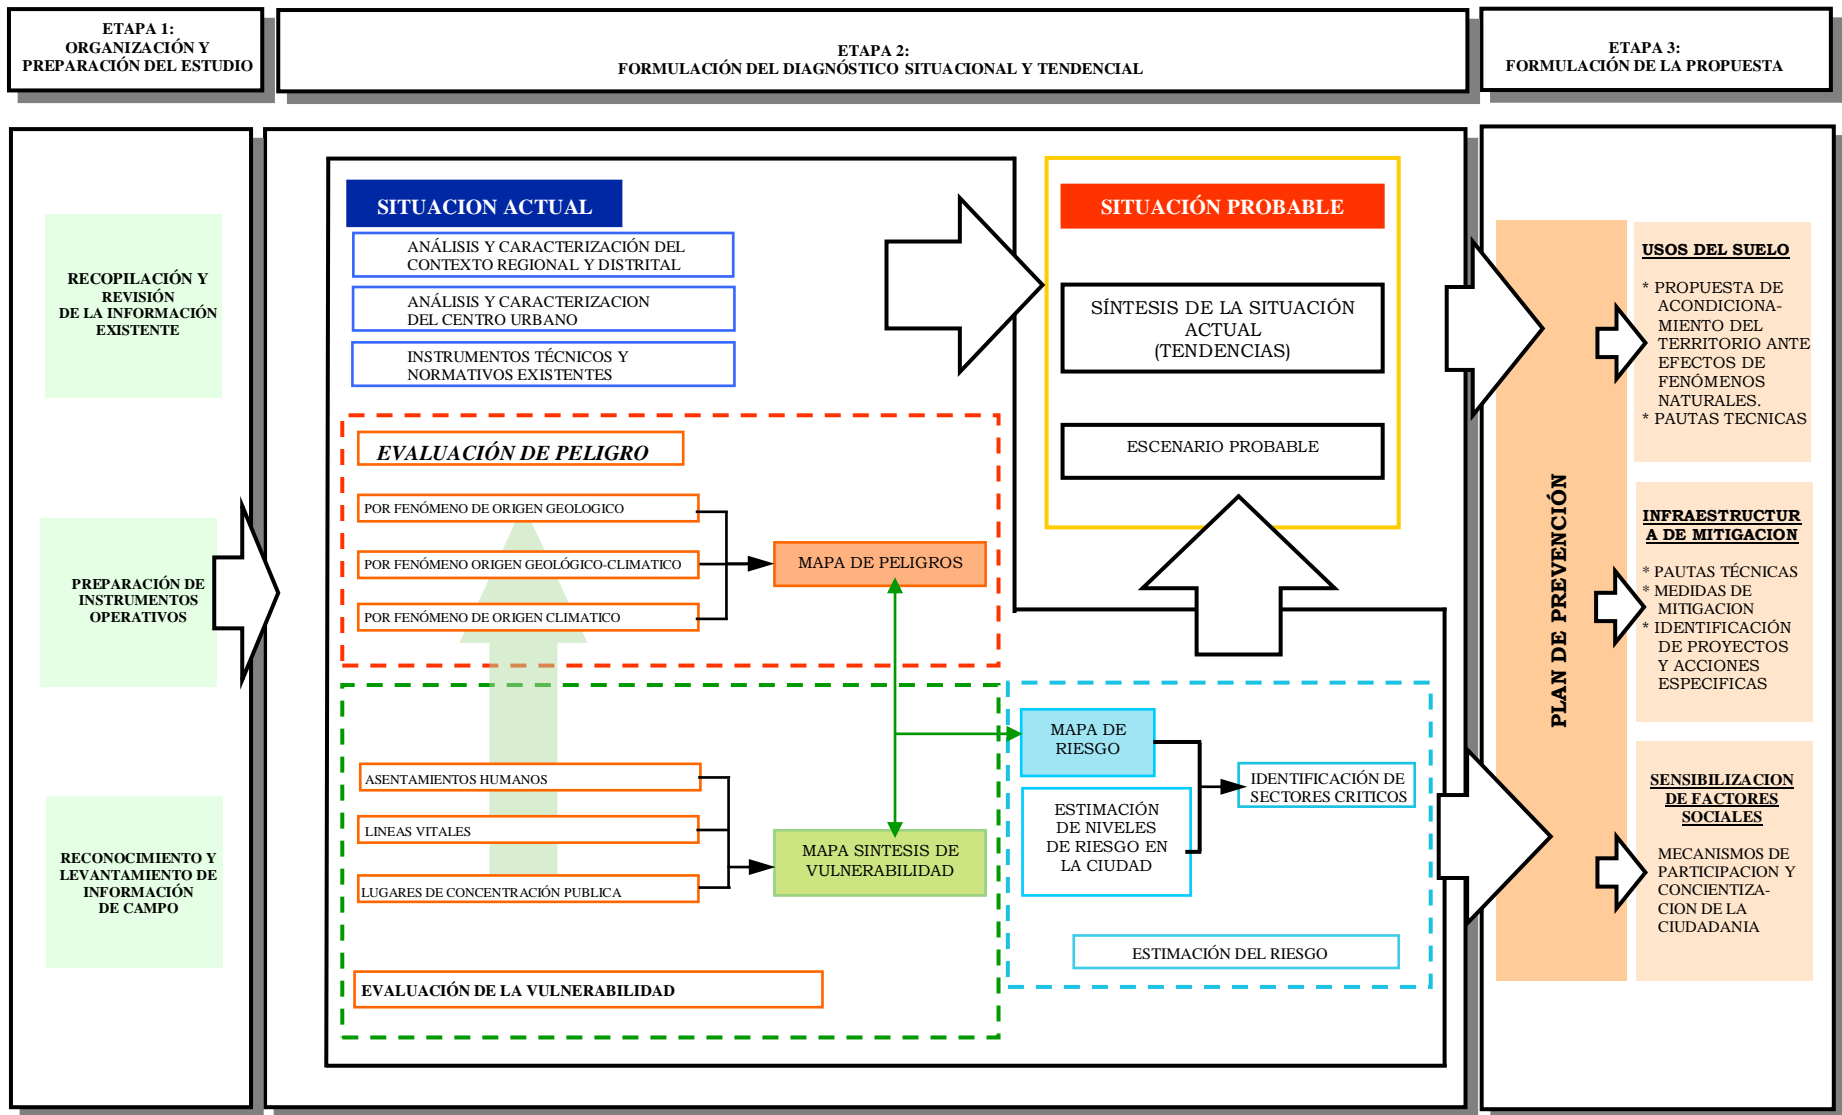 ETAPA 1:
ORGANIZACIÓN Y
PREPARACIÓN DEL ESTUDIO
ETAPA 2:
FORMULACIÓN DEL DIAGNÓSTICO SITUACIONAL Y TENDENCIAL
ETAPA 3:
FORMULACIÓN DE LA PROPUESTA
RECOPILACIÓN Y
REVISIÓN
DE LA INFORMACIÓN
EXISTENTE
PREPARACIÓN DE
INSTRUMENTOS
OPERATIVOS
RECONOCIMIENTO Y
LEVANTAMIENTO DE
INFORMACIÓN
DE CAMPO
SITUACION ACTUAL
ANÁLISIS Y CARACTERIZACIÓN DEL
CONTEXTO REGIONAL Y DISTRITAL
ANÁLISIS Y CARACTERIZACION
DEL CENTRO URBANO
INSTRUMENTOS TÉCNICOS Y
NORMATIVOS EXISTENTES
EVALUACIÓN DE PELIGRO
POR FENÓMENO DE ORIGEN GEOLOGICO
POR FENÓMENO ORIGEN GEOLÓGICO-CLIMATICO
POR FENÓMENO DE ORIGEN CLIMATICO
MAPA DE PELIGROS
ASENTAMIENTOS HUMANOS
LINEAS VITALES
LUGARES DE CONCENTRACIÓN PUBLICA
MAPA SINTESIS DE
VULNERABILIDAD
EVALUACIÓN DE LA VULNERABILIDAD
SITUACIÓN PROBABLE
SÍNTESIS DE LA SITUACIÓN
ACTUAL
(TENDENCIAS)
ESCENARIO PROBABLE
MAPA DE
RIESGO
ESTIMACIÓN
DE NIVELES
DE RIESGO EN
LA CIUDAD
IDENTIFICACIÓN DE
SECTORES CRITICOS
ESTIMACIÓN DEL RIESGO
PLAN DE PREVENCIÓN
USOS DEL SUELO
* PROPUESTA DE
ACONDICIONA-
MIENTO DEL
TERRITORIO ANTE
EFECTOS DE
FENÓMENOS
NATURALES.
* PAUTAS TECNICAS
INFRAESTRUCTUR
A DE MITIGACION
* PAUTAS TÉCNICAS
* MEDIDAS DE
MITIGACION
* IDENTIFICACIÓN
DE PROYECTOS
Y ACCIONES
ESPECIFICAS
SENSIBILIZACION
DE FACTORES
SOCIALES
MECANISMOS DE
PARTICIPACION Y
CONCIENTIZA-
CION DE LA
CIUDADANIA